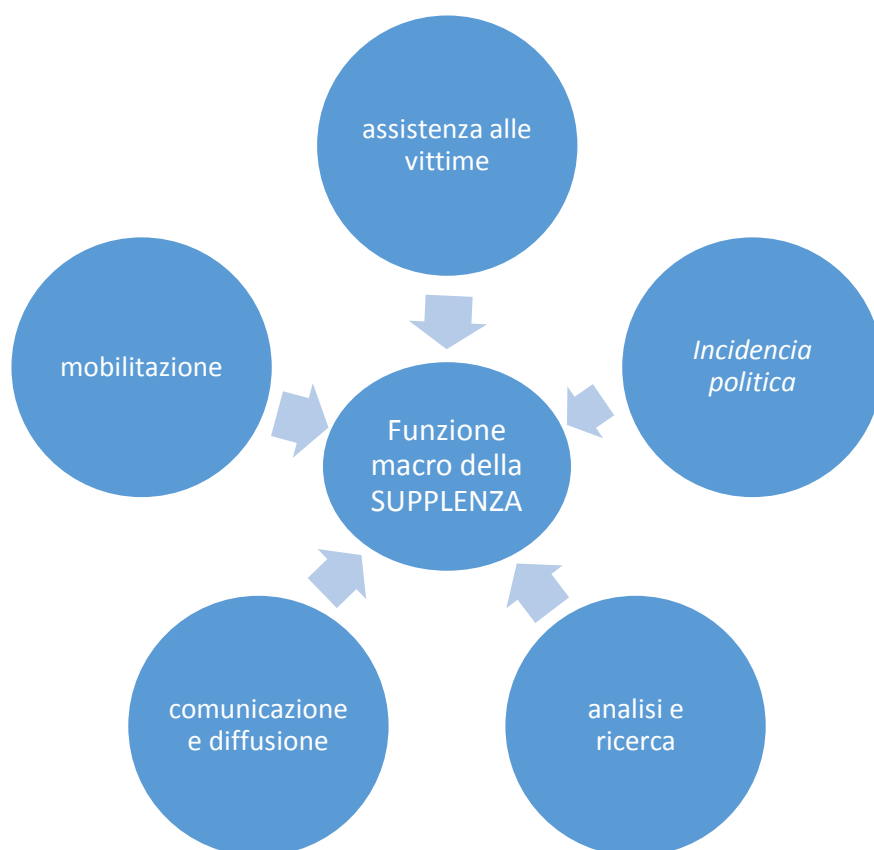 assistenza alle
vittime
Incidencia
politica
mobilitazione
Funzione
macro della
SUPPLENZA
comunicazione
e diffusione
analisi e
ricerca